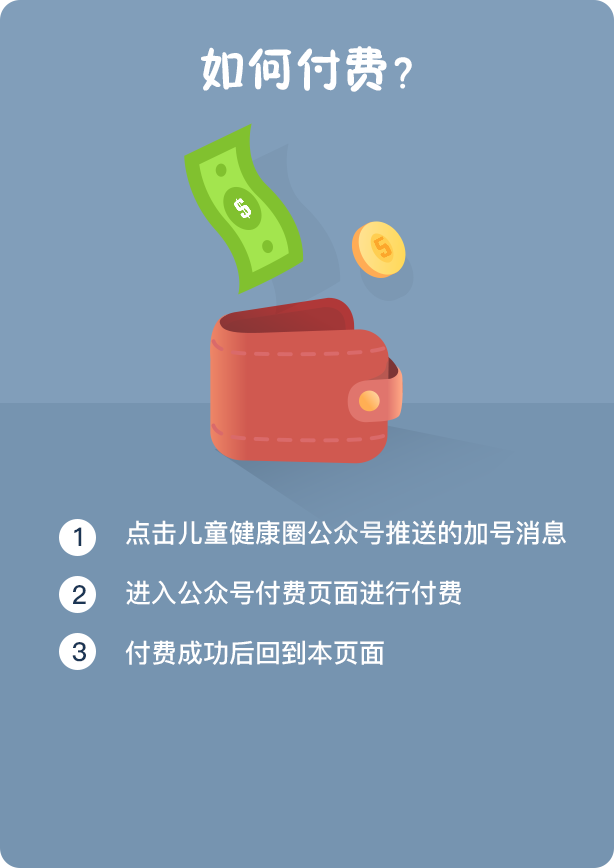 如何付费?
$
5
1 点击儿童健康圈公众号推送的加号消息
2 进入公众号付费页面进行付费
3 付费成功后回到本页面